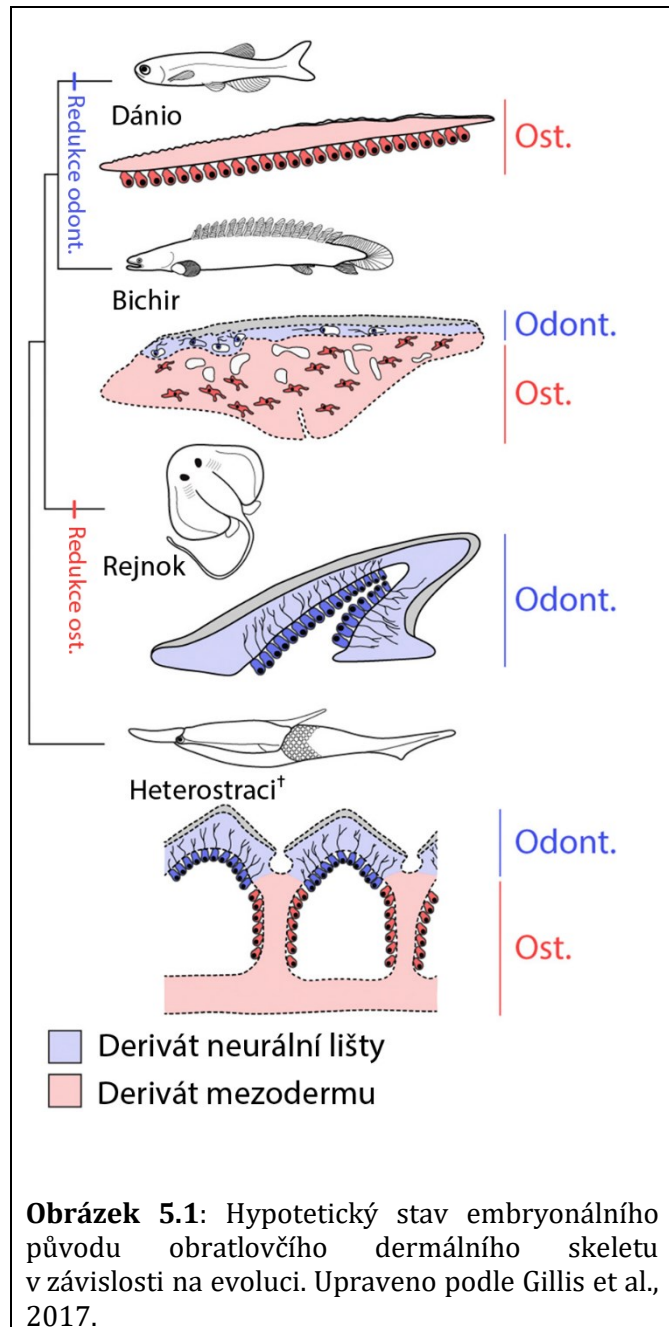 Redukce odont.
Dánio
Ost.
Bichir
Odont.
Ost.
Redukce ost.
Rejnok
Odont.
Heterostraci†
Odont.
Ost.
Derivát neurální lišty
Derivát mezodermu
Obrázek 5.1: Hypotetický stav embryonálního
původu obratlovčího dermálního skeletu
v závislosti na evoluci. Upraveno podle Gillis et al.,
2017.